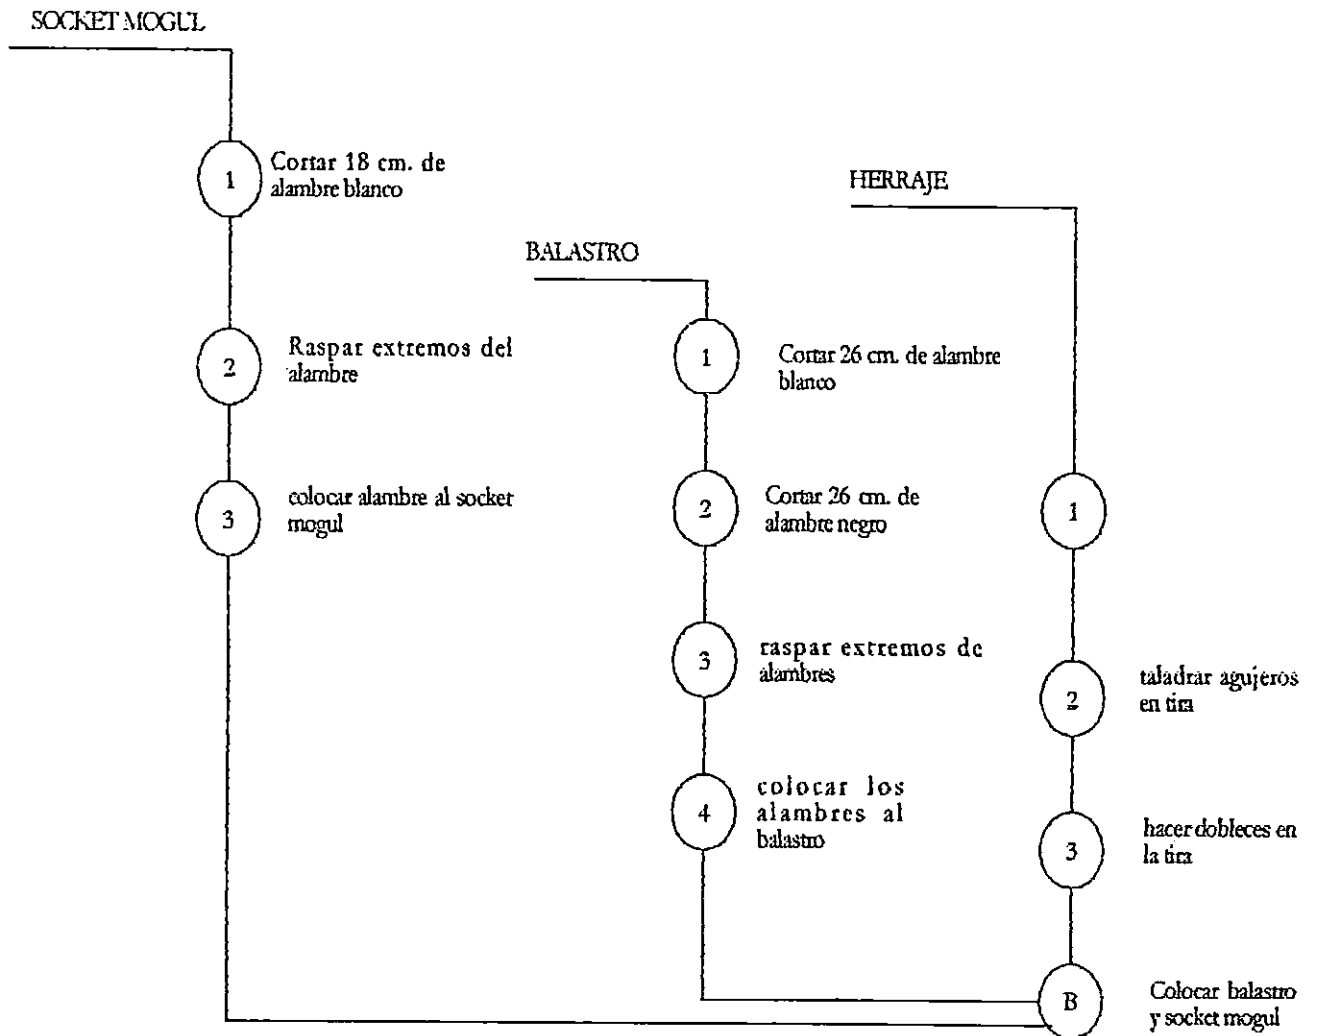 SOCKET MOGUL
1
Cortar 18 cm. de
alambre blanco
2
Raspar extremos del
alambre
3
colocar alambre al socket
mogul
BALASTRO
1
Cortar 26 cm. de alambre
blanco
2
Cortar 26 cm. de
alambre negro
3
raspar extremos de
alambres
4
colocar los
alambres al
balastro
HERRAJE
1
2
taladrar agujeros
en tira
3
hacer dobleces en
la tira
B
Colocar balastro
y socket mogul